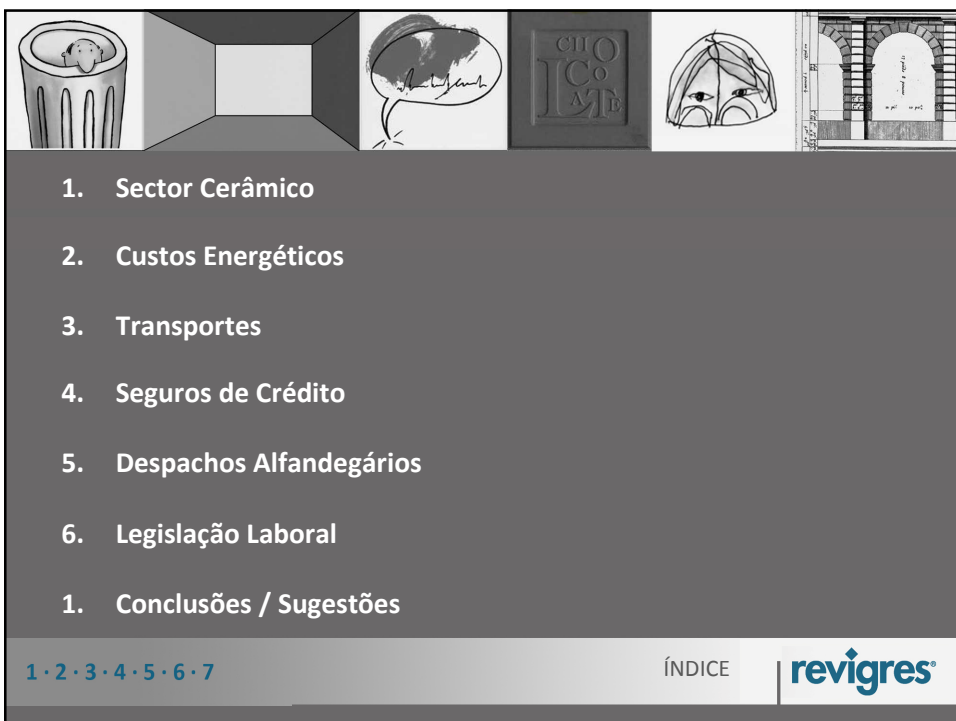 CHOCOLATE
1. Sector Cerâmico
2. Custos Energéticos
3. Transportes
4. Seguros de Crédito
5. Despachos Alfandegários
6. Legislação Laboral
1. Conclusões / Sugestões
1 · 2 · 3 · 4 · 5 · 6 · 7
ÍNDICE
revigres®